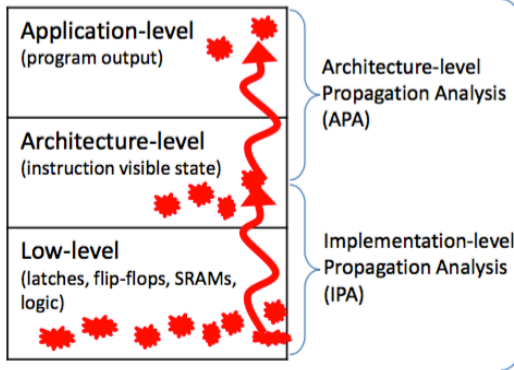 Application-level
(program output)
Architecture-level
(instruction visible state)
Low-level
(latches, flip-flops, SRAMs,
logic)
Architecture-level
Propagation Analysis
(APA)
Implementation-level
Propagation Analysis
(IPA)